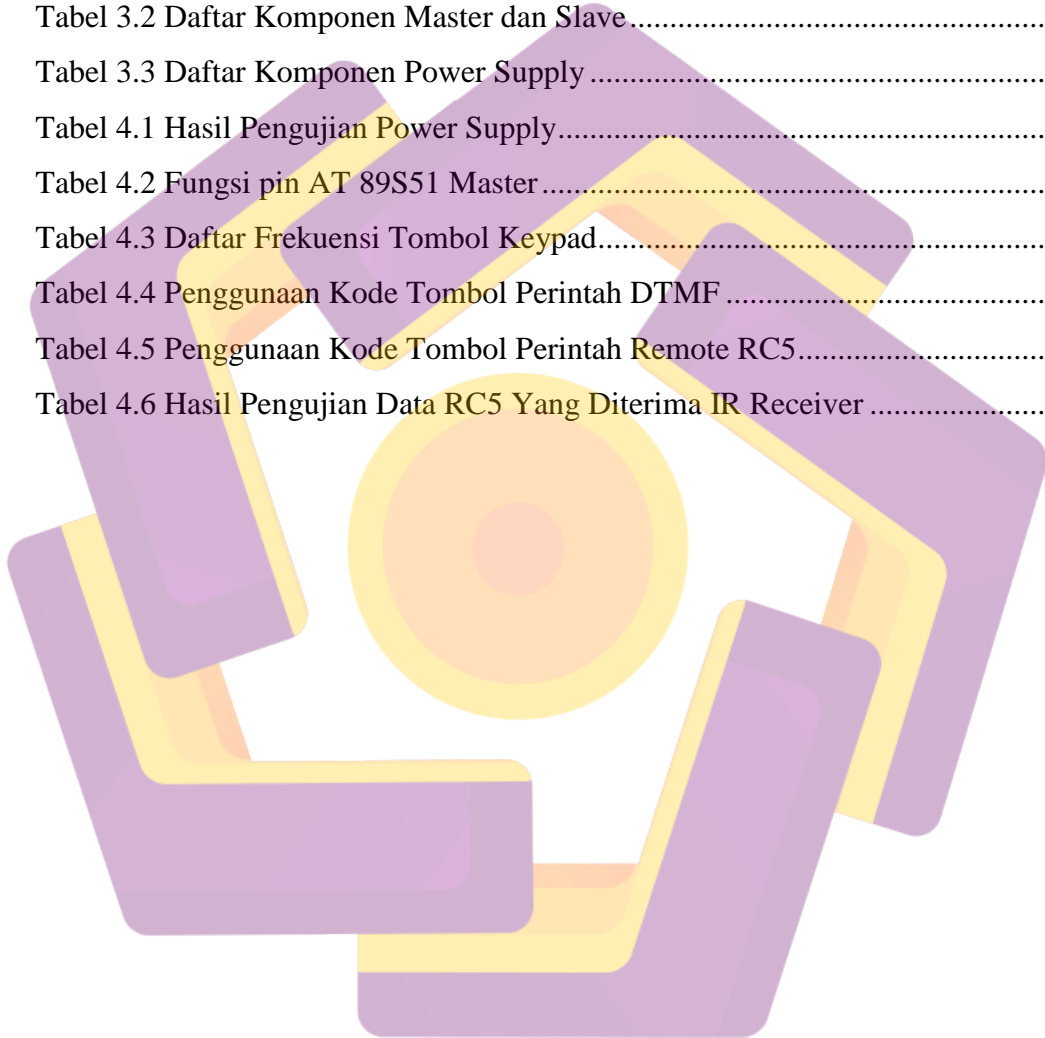 Tabel 3.2 Daftar Komponen Master dan Slave....................................................
Tabel 3.3 Daftar Komponen Power Supply.........................................................
Tabel 4.1 Hasil Pengujian Power Supply.............................................................
Tabel 4.2 Fungsi pin AT 89S51 Master...............................................................
Tabel 4.3 Daftar Frekuensi Tombol Keypad........................................................
Tabel 4.4 Penggunaan Kode Tombol Perintah DTMF........................................
Tabel 4.5 Penggunaan Kode Tombol Perintah Remote RC5...............................
Tabel 4.6 Hasil Pengujian Data RC5 Yang Diterima IR Receiver......................